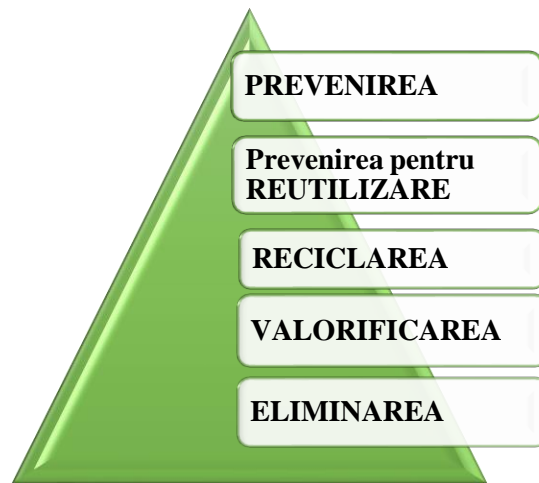 PREVENIREA
Prevenirea pentru
REUTILIZARE
RECICLAREA
VALORIFICAREA
ELIMINAREA